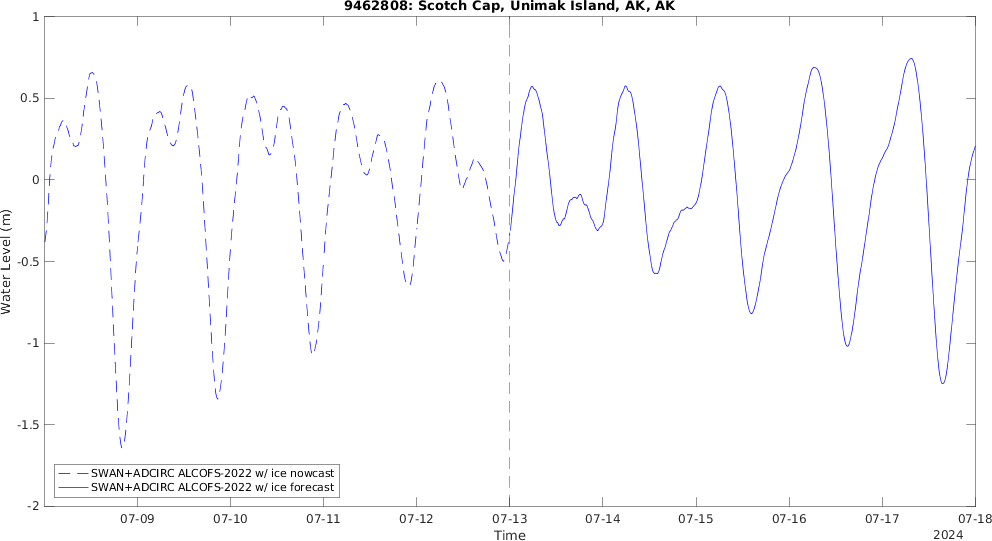 9462808: Scotch Cap, Unimak Island, AK, AK
Water Level (m)
1
0.5
0
-0.5
-1
-1.5
-2
SWAN+ADCIRC ALCOFS-2022 w/ ice nowcast
SWAN+ADCIRC ALCOFS-2022 w/ ice forecast
07-09 07-10 07-11 07-12 07-13 07-14 07-15 07-16 07-17 07-18
Time
2024